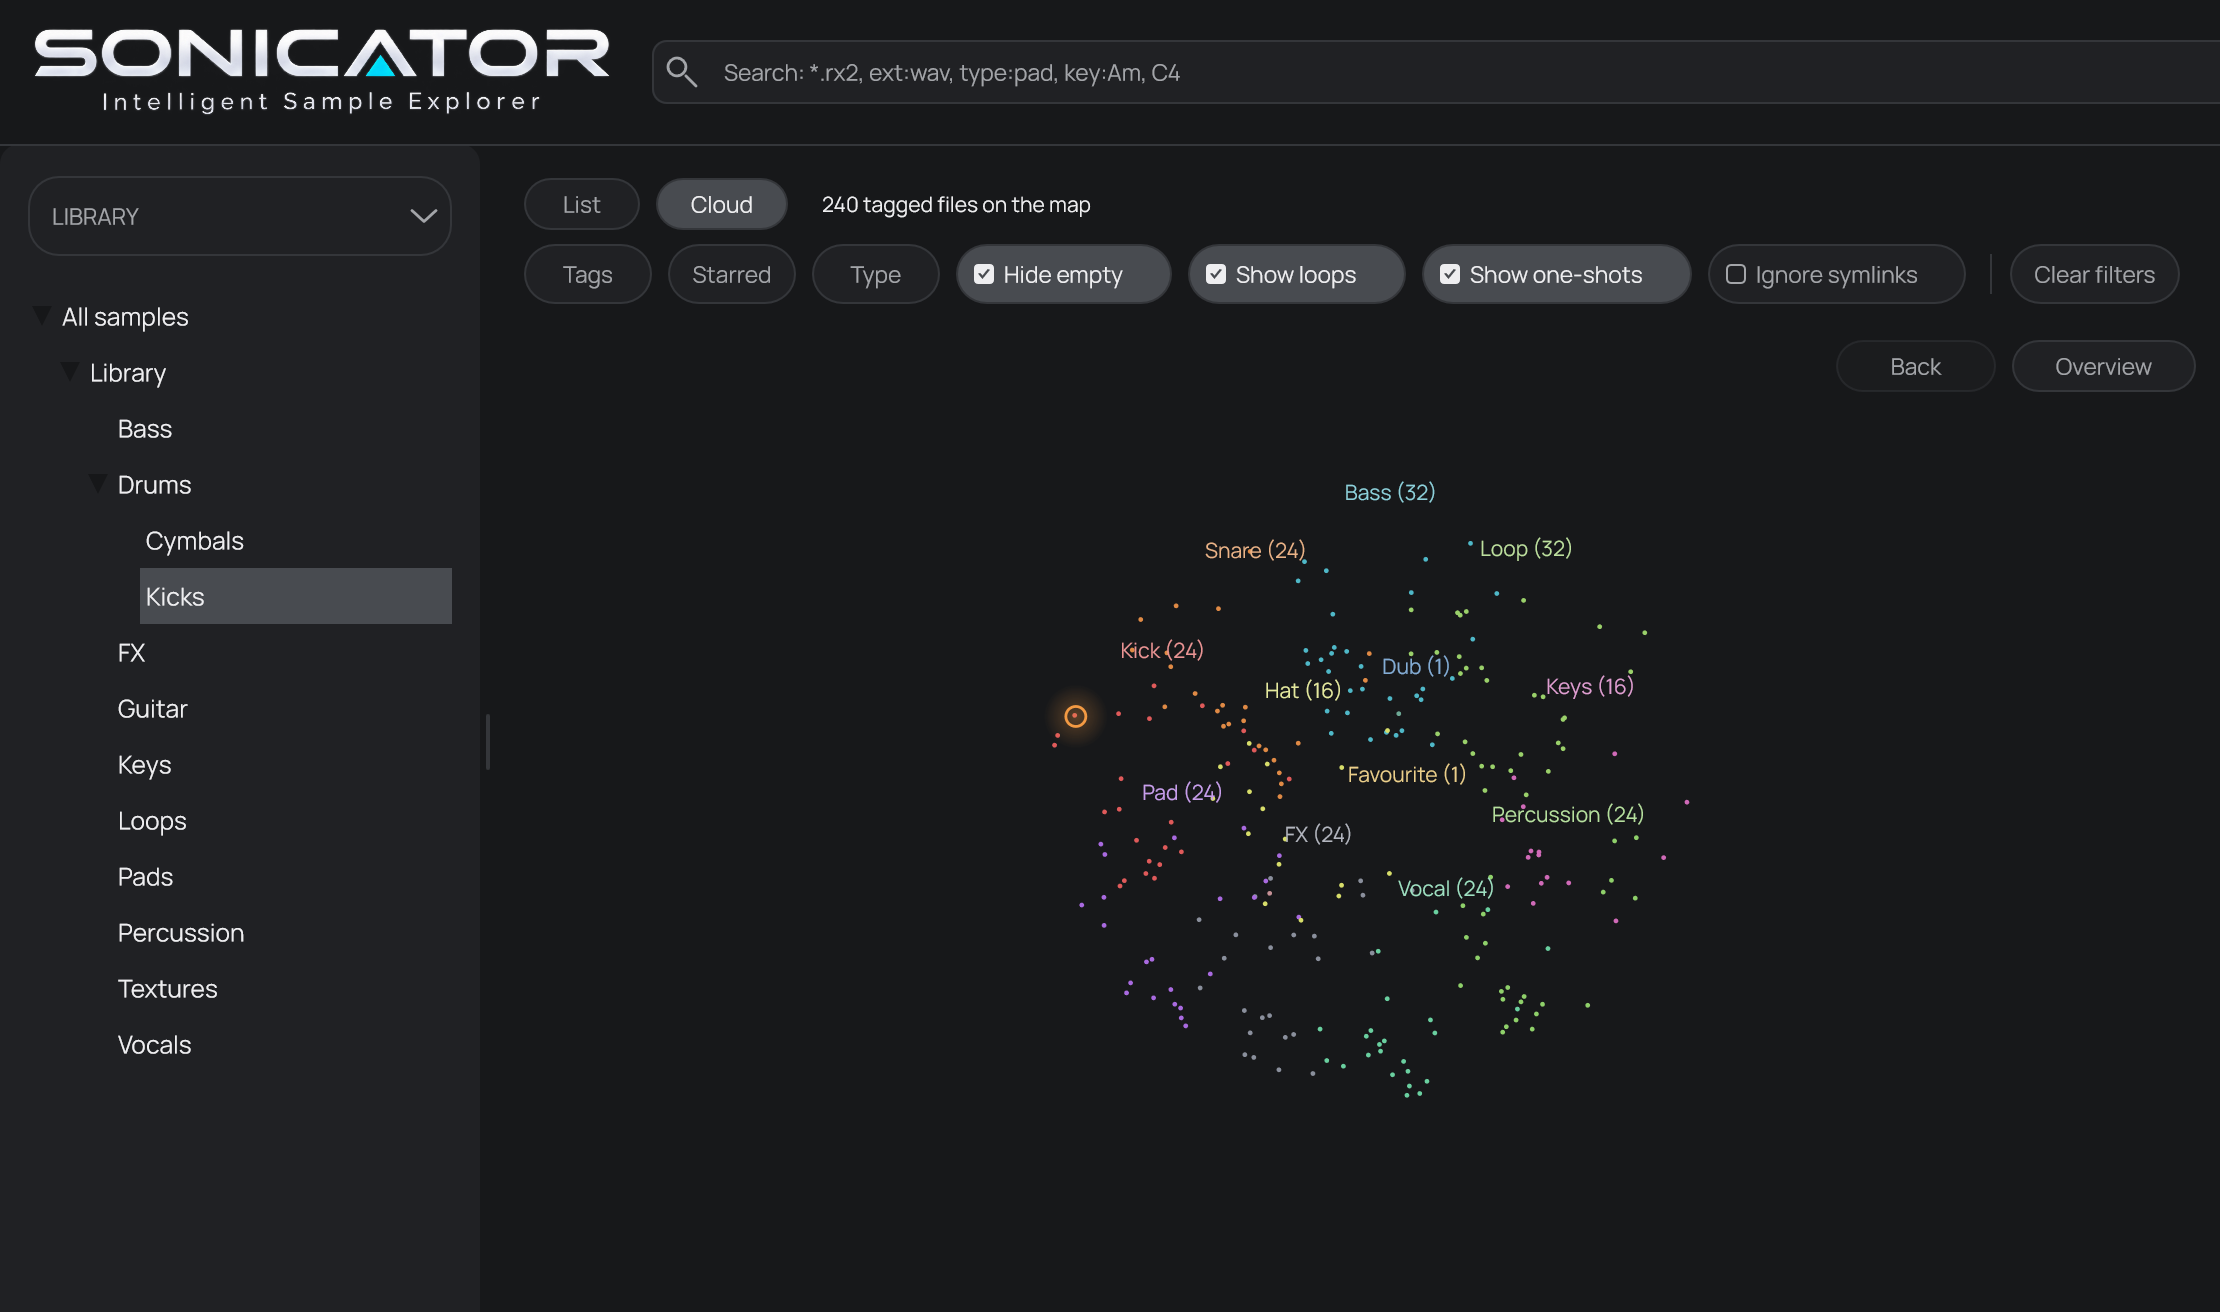 SONICATOR
Intelligent Sample Explorer
Search: *.rx2, ext:wav, type:pad, key:Am, C4
LIBRARY
All samples
Library
Bass
Drums
Cymbals
Kicks
FX
Guitar
Keys
Loops
Pads
Percussion
Textures
Vocals
List
Cloud
240 tagged files on the map
Tags
Starred
Type
Hide empty
Show loops
Show one-shots
Ignore symlinks
Clear filters
Back
Overview
Bass (32)
Snare (24)
Loop (32)
Kick (24)
Dub (1)
Hat (16)
Keys (16)
Favourite (1)
Pad (24)
Percussion (24)
FX (24)
Vocal (24)